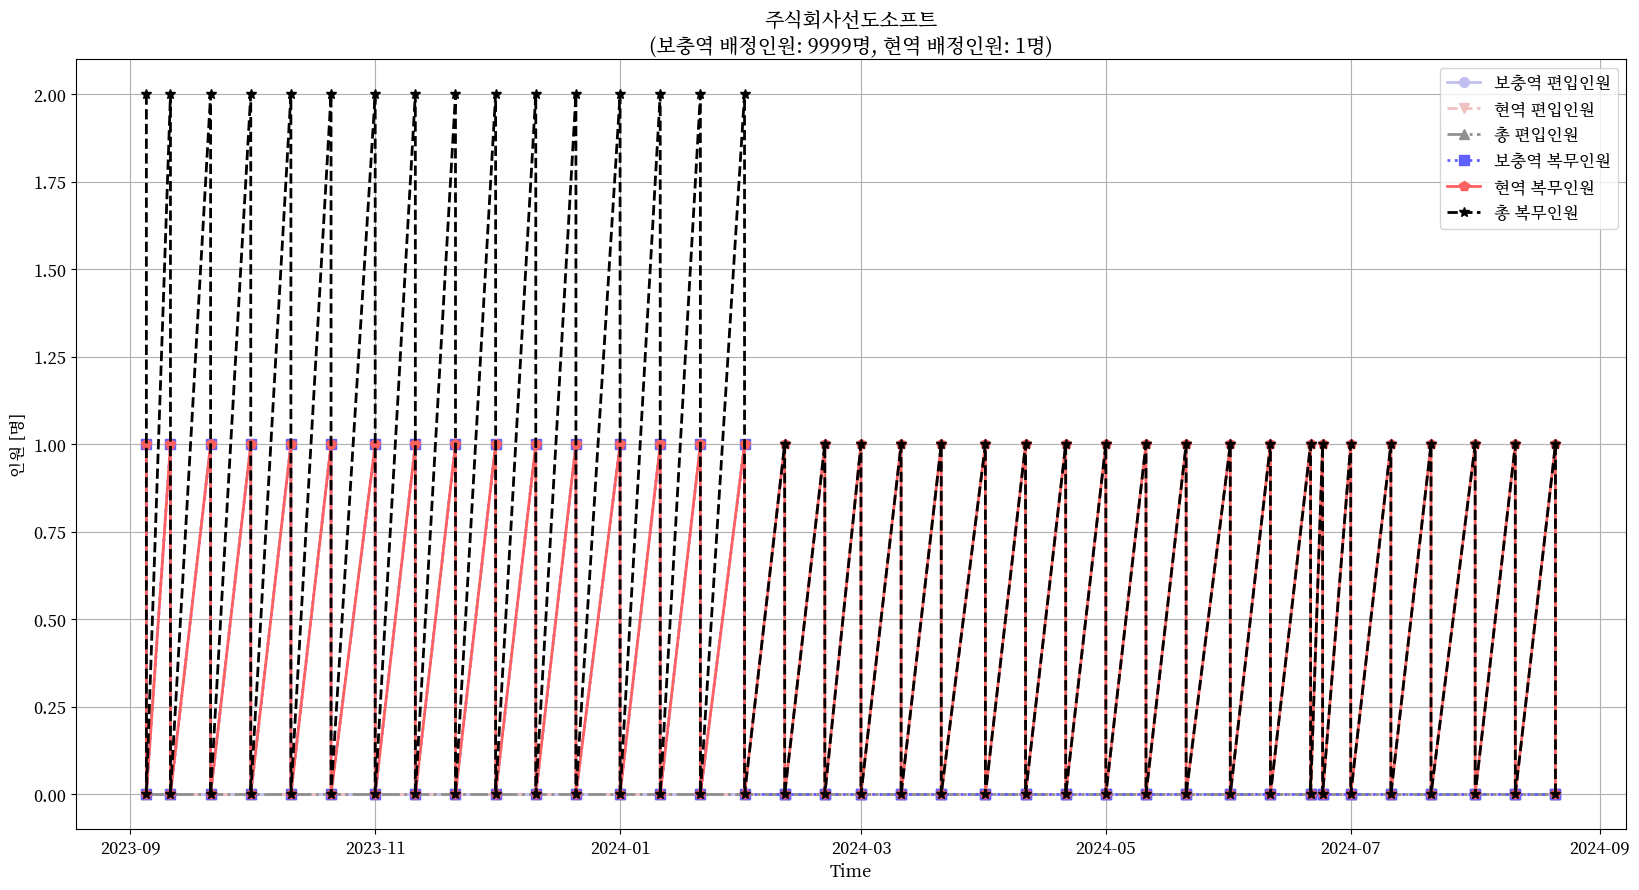 주식회사선도소프트
(보충역 배정인원: 9999명, 현역 배정인원: 1명)
보충역 편입인원
현역 편입인원
총 편입인원
보충역 복무인원
현역 복무인원
총 복무인원
인원 [명]
2.00
1.75
1.50
1.25
1.00
0.75
0.50
0.25
0.00
2023-09
2023-11
2024-01
2024-03
2024-05
2024-07
2024-09
Time